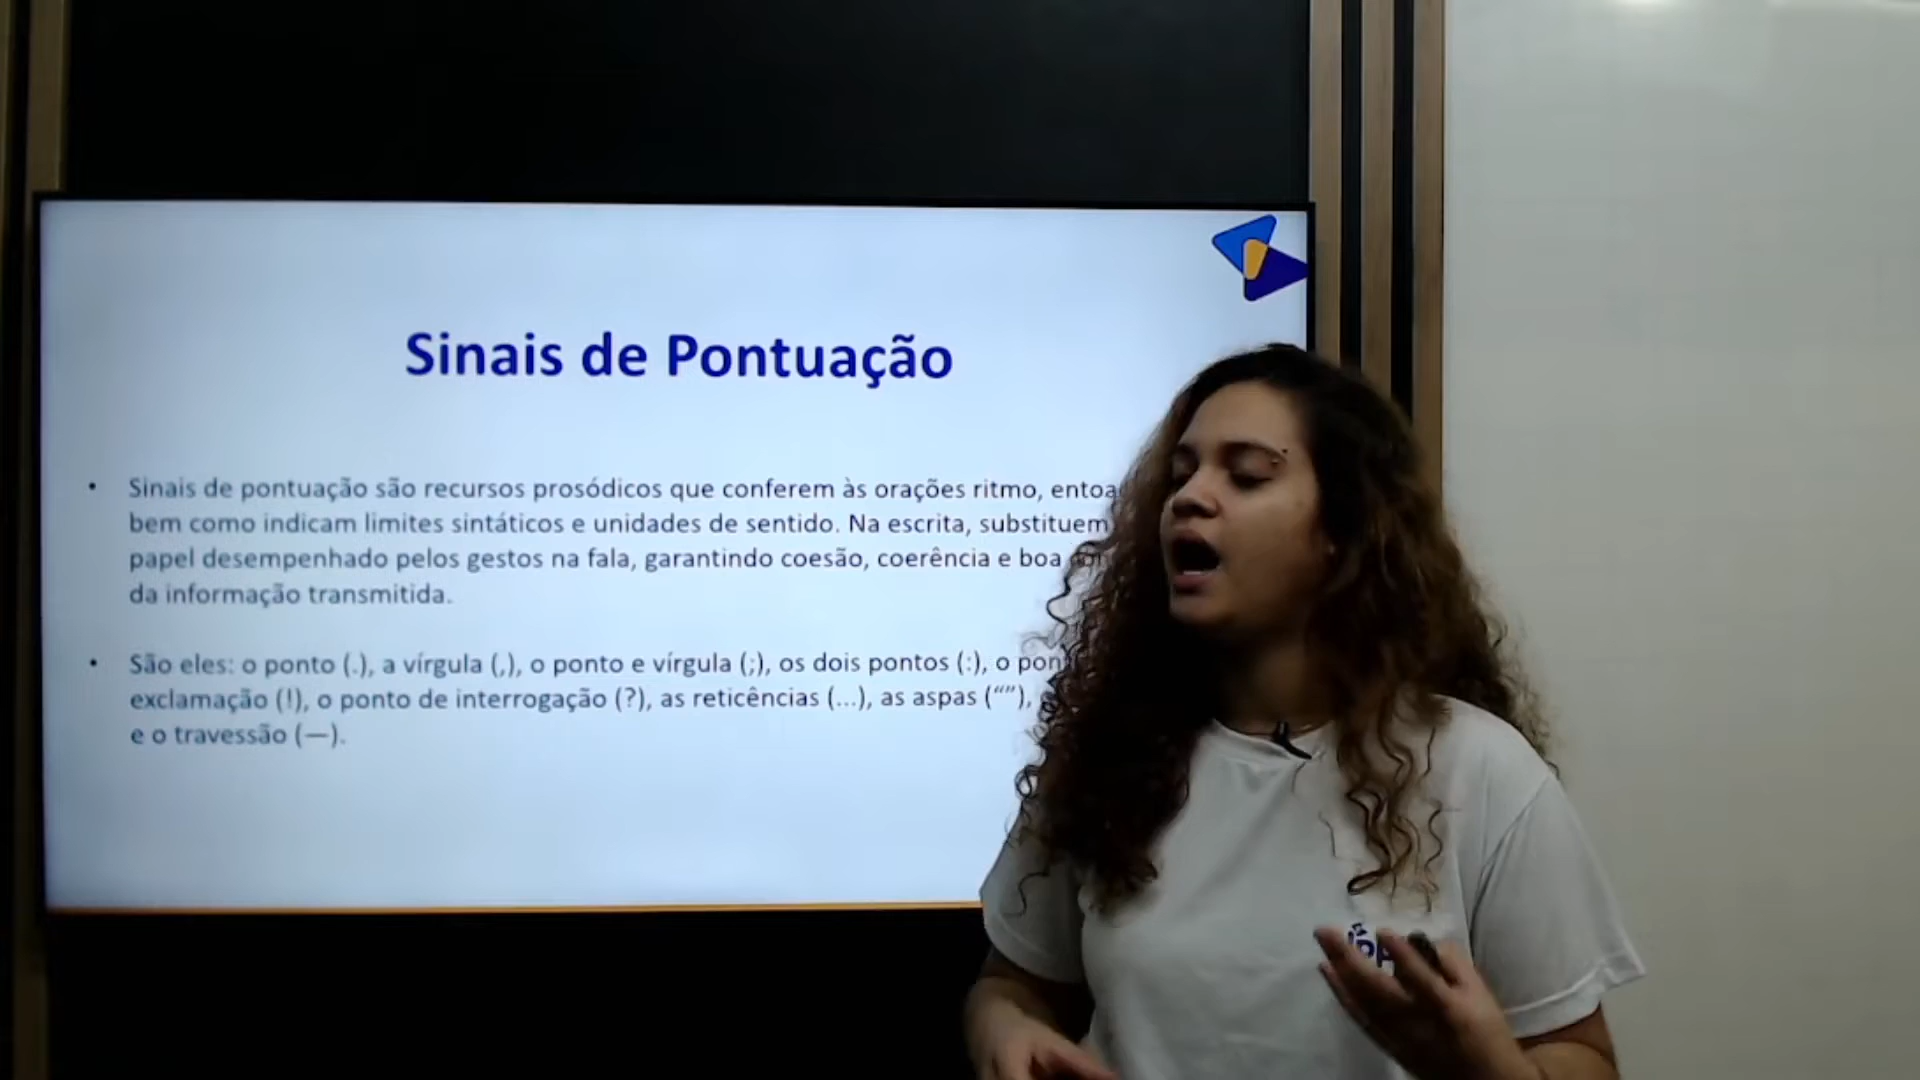 Sinais de Pontuação
• Sinais de pontuação são recursos prosódicos que conferem às orações ritmo,
bem como indicam limites sintáticos e unidades de sentido. Na escrita, substituem
papel desempenhado pelos gestos na fala, garantindo coesão, coerência e boa
da informação transmitida.
• São eles: o ponto (.), a vírgula (,), o ponto e vírgula (;), os dois pontos (:), o
exclamação (!), o ponto de interrogação (?), as reticências (...), as aspas (“”),
e o travessão (—).